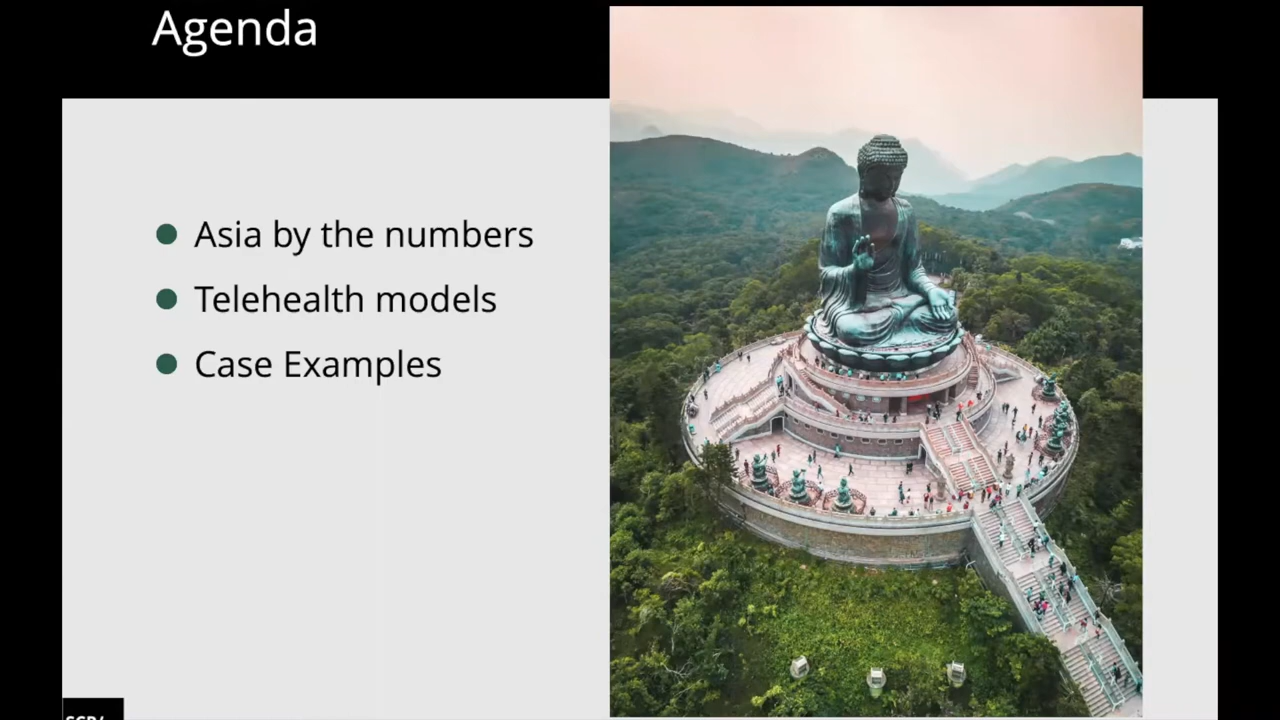 Agenda
Asia by the numbers
Telehealth models
Case Examples